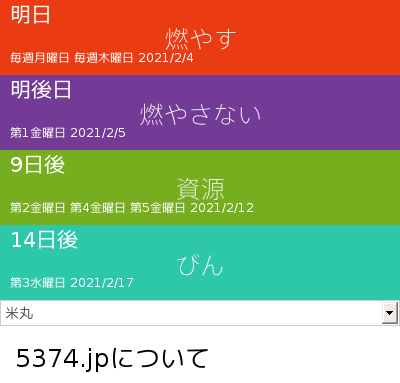 明日
燃やす
毎週月曜日 毎週木曜日 2021/2/4
明後日
燃やさない
第1金曜日 2021/2/5
9日後
資源
第2金曜日 第4金曜日 第5金曜日 2021/2/12
14日後
びん
第3水曜日 2021/2/17
米丸
5374.jpについて